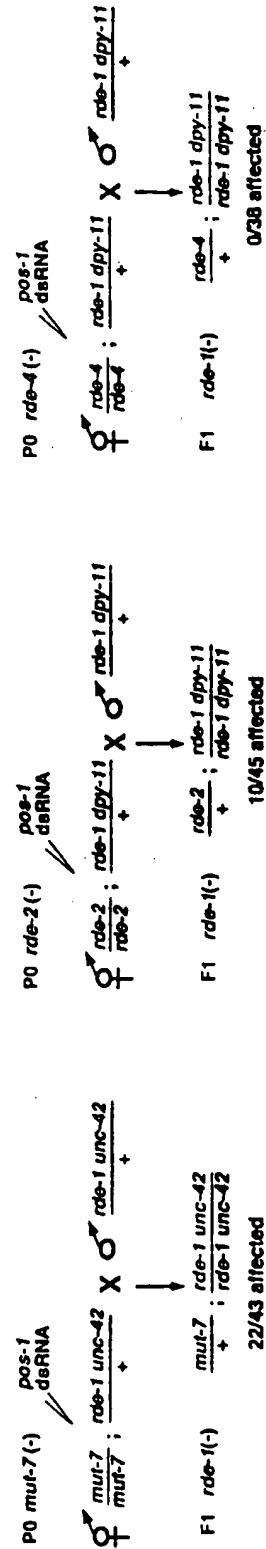 P0 mut-7 (-)
pos-1
dsRNA
mut-7 ; rde-1 unc-42 X rde-1 unc-42
mut-7 + +
F1 rde-1(-)
mut-7 ; rde-1 unc-42
+ rde-1 unc-42
22/43 affected
P0 rde-2 (-)
pos-1
dsRNA
rde-2 ; rde-1 dpy-11 X rde-1 dpy-11
rde-2 + +
F1 rde-1(-)
rde-2 ; rde-1 dpy-11
+ rde-1 dpy-11
10/45 affected
P0 rde-4 (-)
pos-1
dsRNA
rde-4 ; rde-1 dpy-11 X rde-1 dpy-11
rde-4 + +
F1 rde-1(-)
rde-4 ; rde-1 dpy-11
+ rde-1 dpy-11
0/38 affected